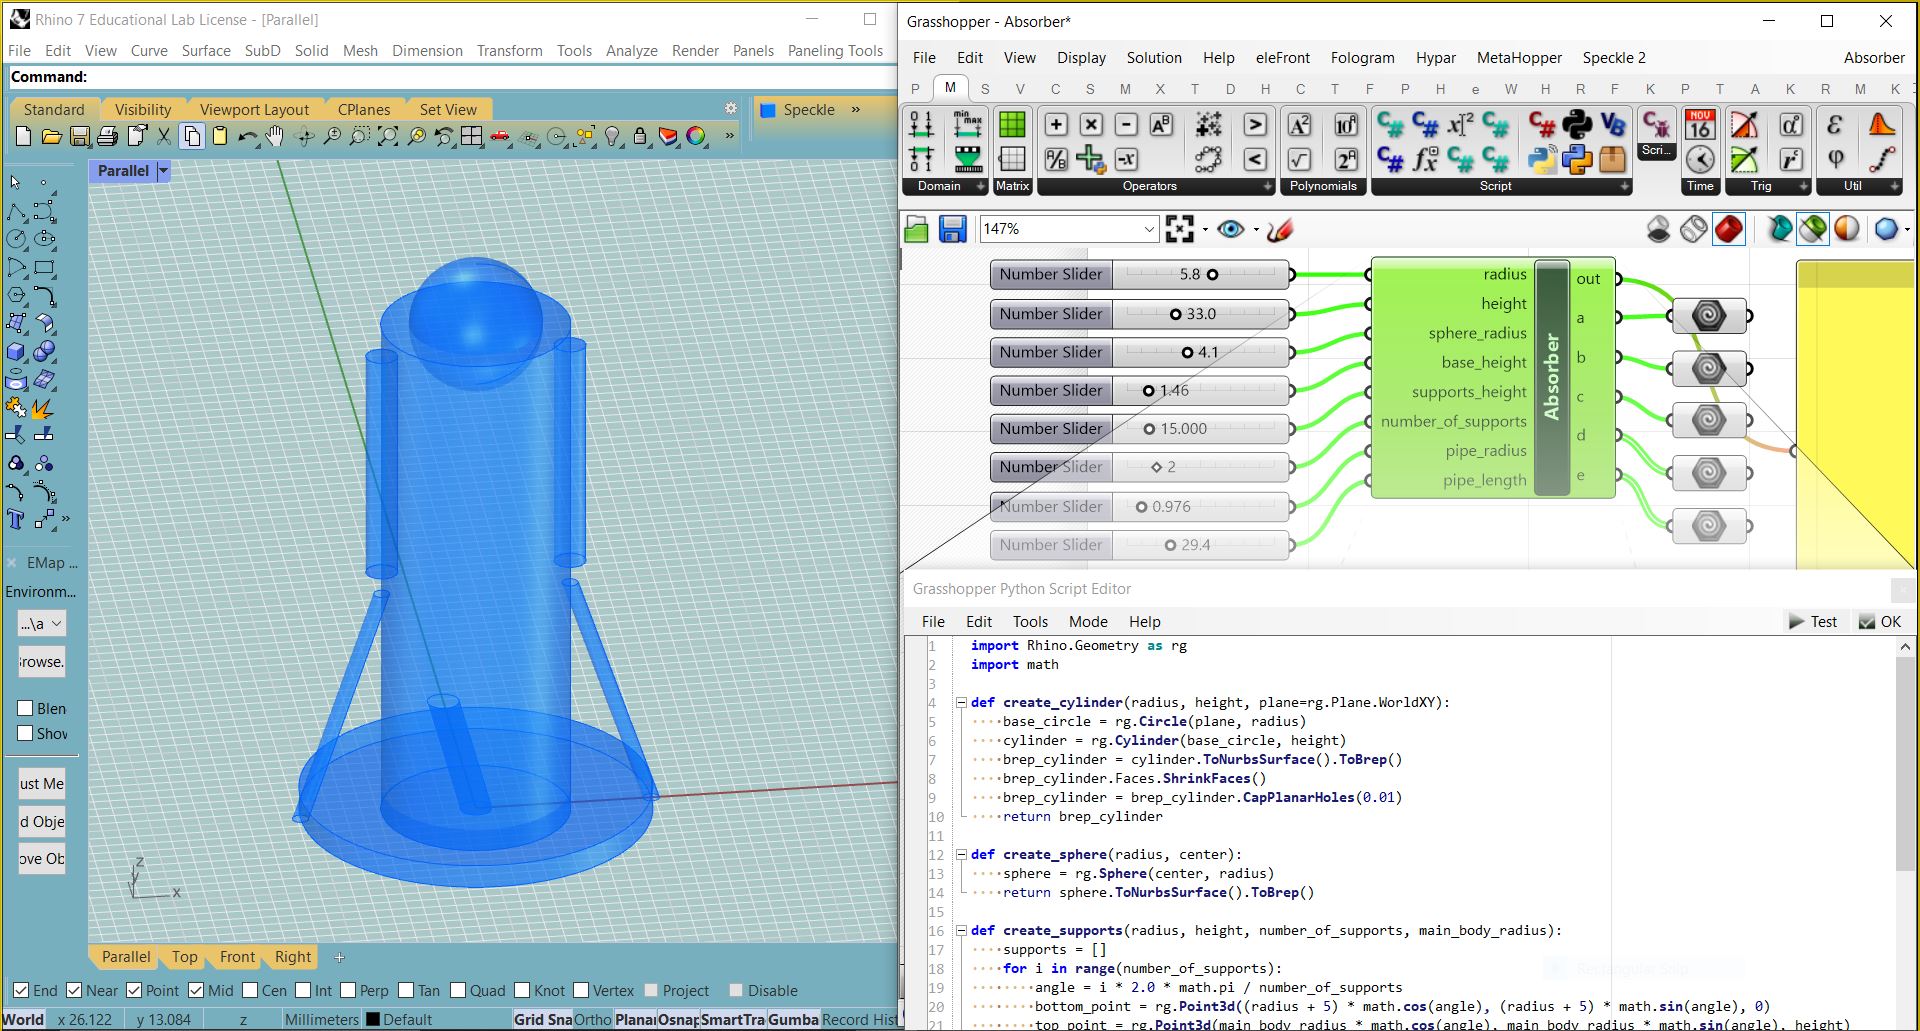 Rhino 7 Educational Lab License - [Parallel]
File Edit View Curve Surface SubD Solid Mesh Dimension Transform Tools Analyze Render Panels Paneling Tools
Command:
Standard Visibility Viewport Layout CPlanes Set View
Speckle »
Parallel
EMap ...
Environm...
...\a
Browse.
Blen
Shov
ust Me
d Obje
ove Ob
z
y
x
Parallel Top Front Right
End Near Point Mid Cen Int Perp Tan Quad Knot Vertex Project Disable
World x 26.122 y 13.084 z Millimeters Default Grid Sna Ortho Planar Osnap SmartTra Gumba Record Hist
Grasshopper - Absorber*
File Edit View Display Solution Help eleFront Fologram Hypar MetaHopper Speckle 2 Absorber
P M S V C S M X T D H C T F P H e W H R F K P T A K R M K
Domain Matrix Operators Polynomials Script Scri... Time Trig Util
NOV
16
147%
Number Slider 5.8
Number Slider 33.0
Number Slider 4.1
Number Slider 1.46
Number Slider 15.000
Number Slider 2
Number Slider 0.976
Number Slider 29.4
radius
height
sphere_radius
base_height
supports_height
number_of_supports
pipe_radius
pipe_length
Absorber
out
a
b
c
d
e
Grasshopper Python Script Editor
File Edit Tools Mode Help Test OK
1 import Rhino.Geometry as rg
2 import math
3
4 def create_cylinder(radius, height, plane=rg.Plane.WorldXY):
5 ····base_circle = rg.Circle(plane, radius)
6 ····cylinder = rg.Cylinder(base_circle, height)
7 ····brep_cylinder = cylinder.ToNurbsSurface().ToBrep()
8 ····brep_cylinder.Faces.ShrinkFaces()
9 ····brep_cylinder = brep_cylinder.CapPlanarHoles(0.01)
10 ····return brep_cylinder
11
12 def create_sphere(radius, center):
13 ····sphere = rg.Sphere(center, radius)
14 ····return sphere.ToNurbsSurface().ToBrep()
15
16 def create_supports(radius, height, number_of_supports, main_body_radius):
17 ····supports = []
18 ····for i in range(number_of_supports):
19 ········angle = i * 2.0 * math.pi / number_of_supports
20 ········bottom_point = rg.Point3d((radius + 5) * math.cos(angle), (radius + 5) * math.sin(angle), 0)
21 ········top_point = rg.Point3d(main_body_radius * math.cos(angle), main_body_radius * math.sin(angle), height)
Rectangular Snip